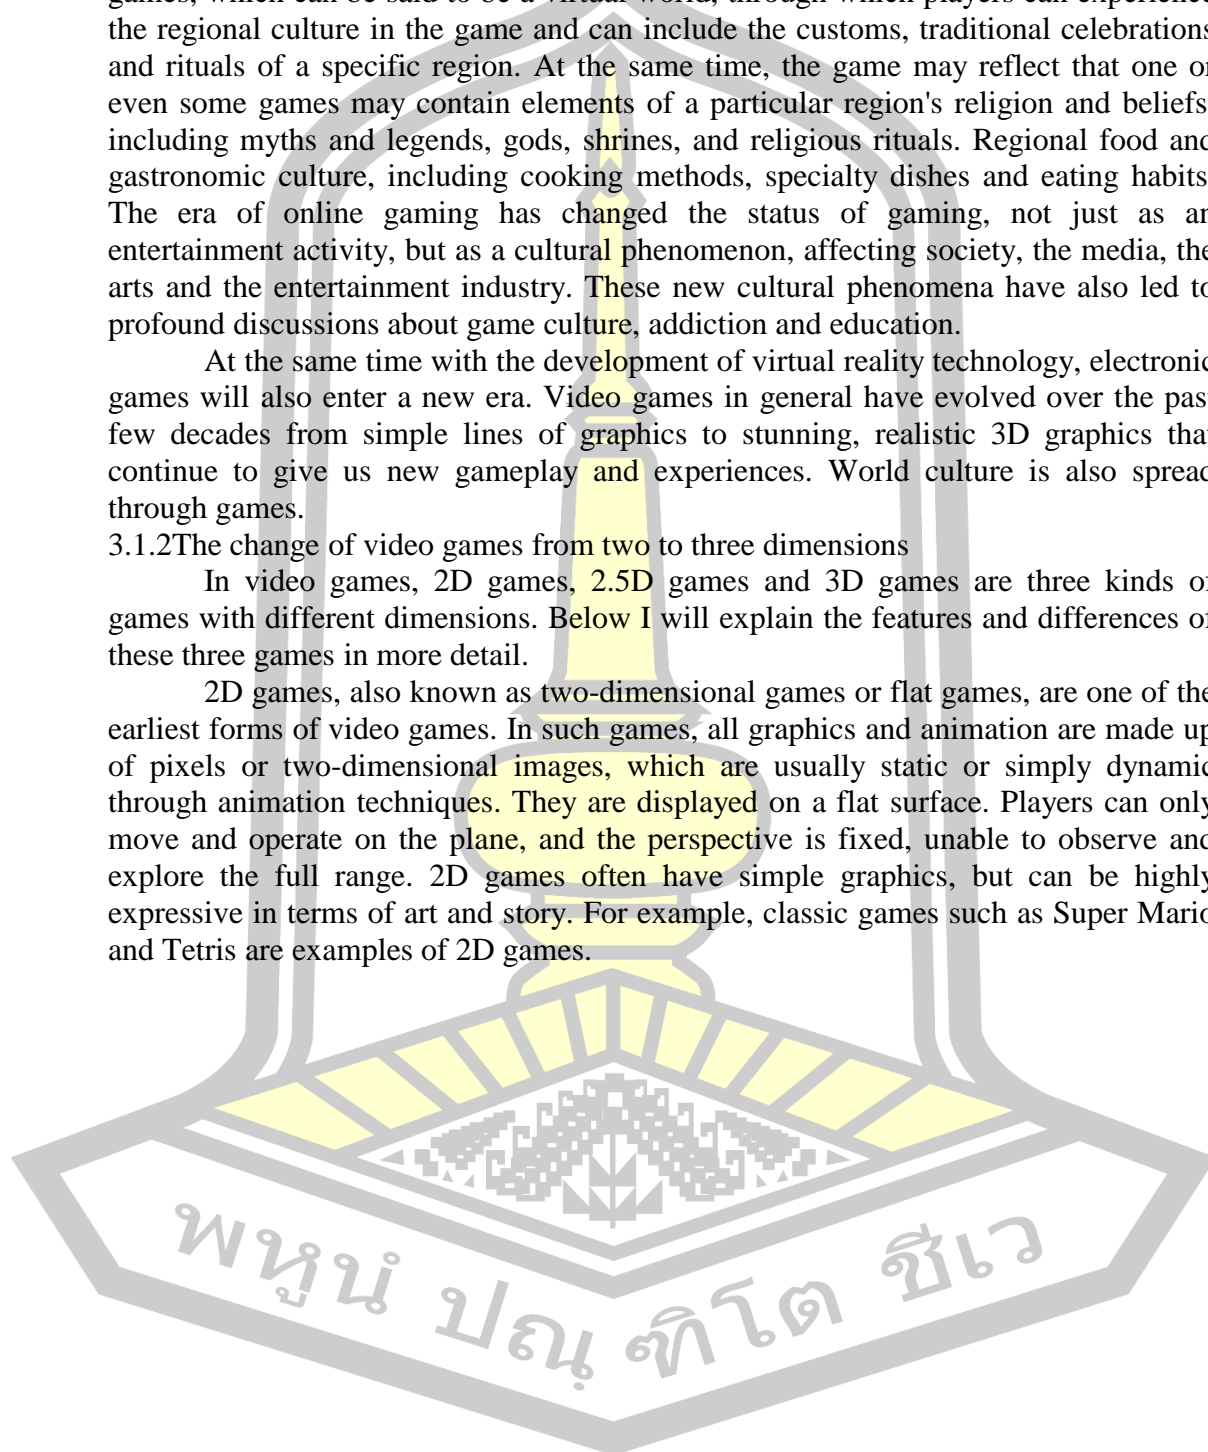 games, which can be said to be a virtual world, through which players can experience
the regional culture in the game and can include the customs, traditional celebrations
and rituals of a specific region. At the same time, the game may reflect that one or
even some games may contain elements of a particular region's religion and beliefs,
including myths and legends, gods, shrines, and religious rituals. Regional food and
gastronomic culture, including cooking methods, specialty dishes and eating habits.
The era of online gaming has changed the status of gaming, not just as an
entertainment activity, but as a cultural phenomenon, affecting society, the media, the
arts and the entertainment industry. These new cultural phenomena have also led to
profound discussions about game culture, addiction and education.
At the same time with the development of virtual reality technology, electronic
games will also enter a new era. Video games in general have evolved over the past
few decades from simple lines of graphics to stunning, realistic 3D graphics that
continue to give us new gameplay and experiences. World culture is also spread
through games.
3.1.2The change of video games from two to three dimensions
In video games, 2D games, 2.5D games and 3D games are three kinds of
games with different dimensions. Below I will explain the features and differences of
these three games in more detail.
2D games, also known as two-dimensional games or flat games, are one of the
earliest forms of video games. In such games, all graphics and animation are made up
of pixels or two-dimensional images, which are usually static or simply dynamic
through animation techniques. They are displayed on a flat surface. Players can only
move and operate on the plane, and the perspective is fixed, unable to observe and
explore the full range. 2D games often have simple graphics, but can be highly
expressive in terms of art and story. For example, classic games such as Super Mario
and Tetris are examples of 2D games.
พหูนํ ปณฺฑิโต ชีเว